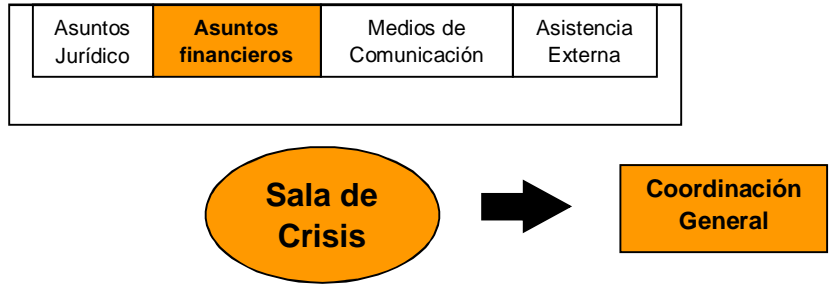 Asuntos
Jurídico
Asuntos
financieros
Medios de
Comunicación
Asistencia
Externa
Sala de
Crisis
Coordinación
General